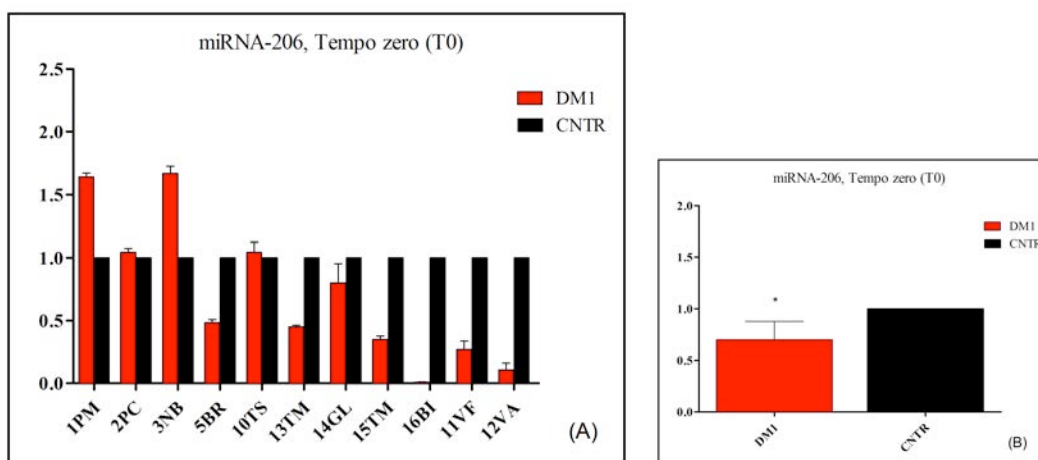 miRNA-206, Tempo zero (T0)
2.5
2.0
1.5
1.0
0.5
0.0
DM1
CNTR
1PM
2PC
3NB
5BR
10TS
13TM
14GL
15TM
16BI
11VF
12VA
(A)
miRNA-206, Tempo zero (T0)
2.0
1.5
1.0
0.5
0.0
DM1
CNTR
*
DM1
CNTR
(B)